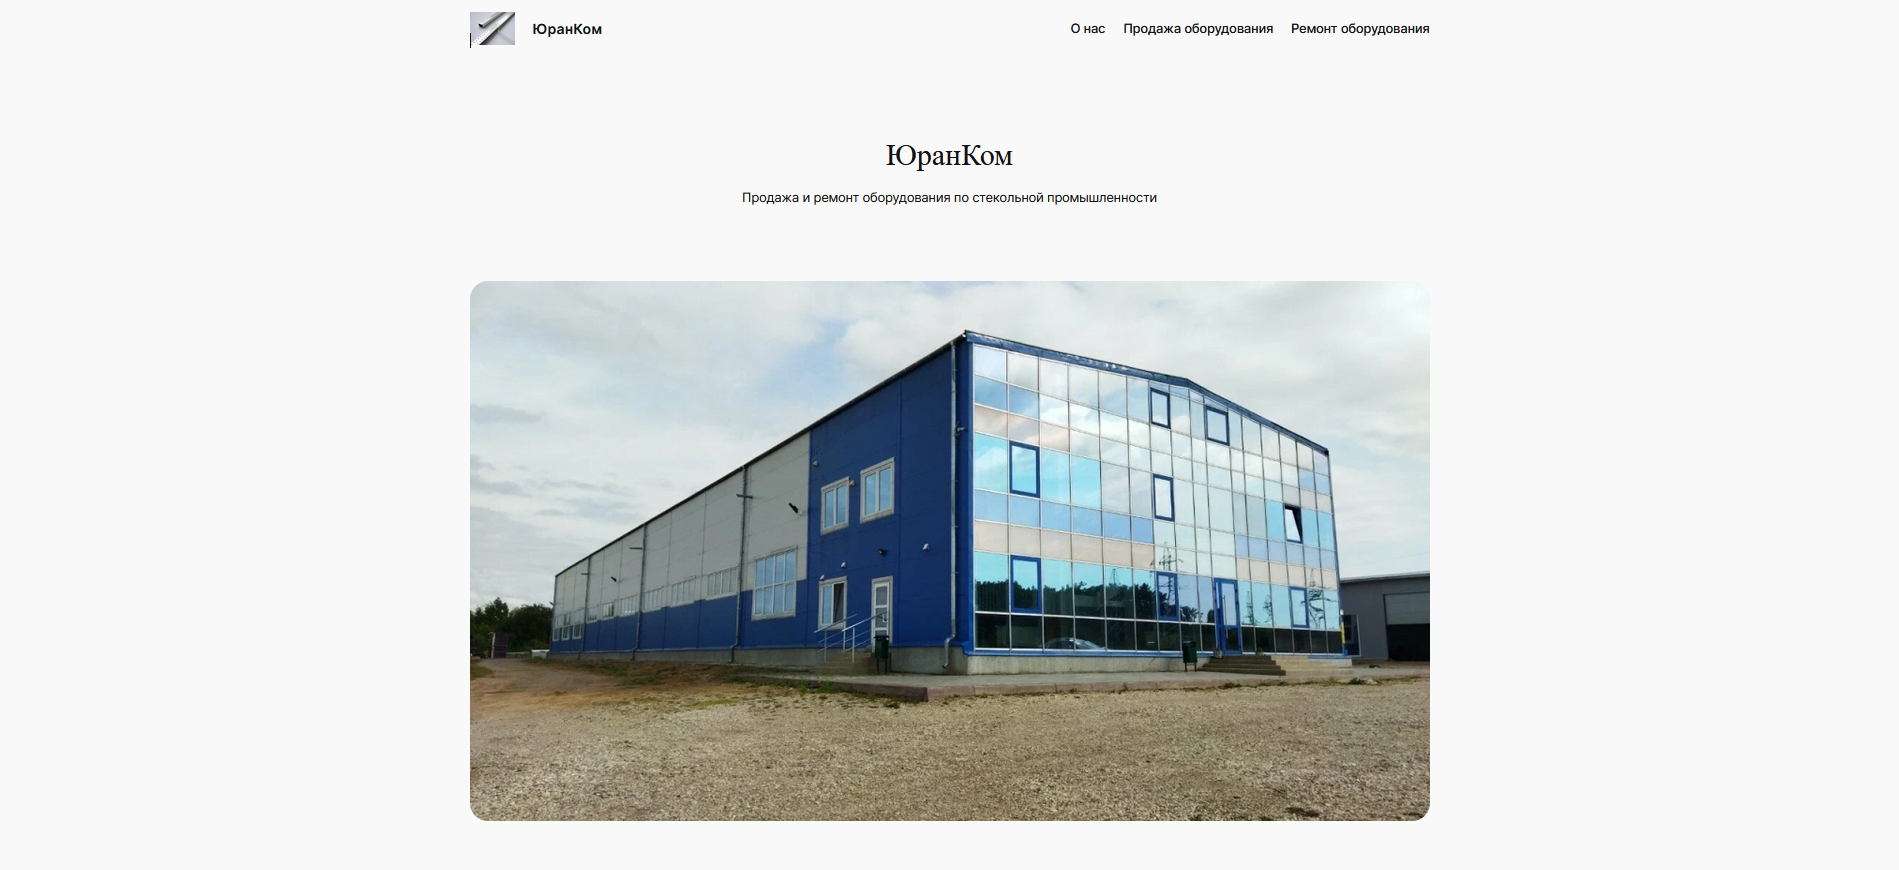 ЮранКом
О нас Продажа оборудования Ремонт оборудования
ЮранКом
Продажа и ремонт оборудования по стекольной промышленности